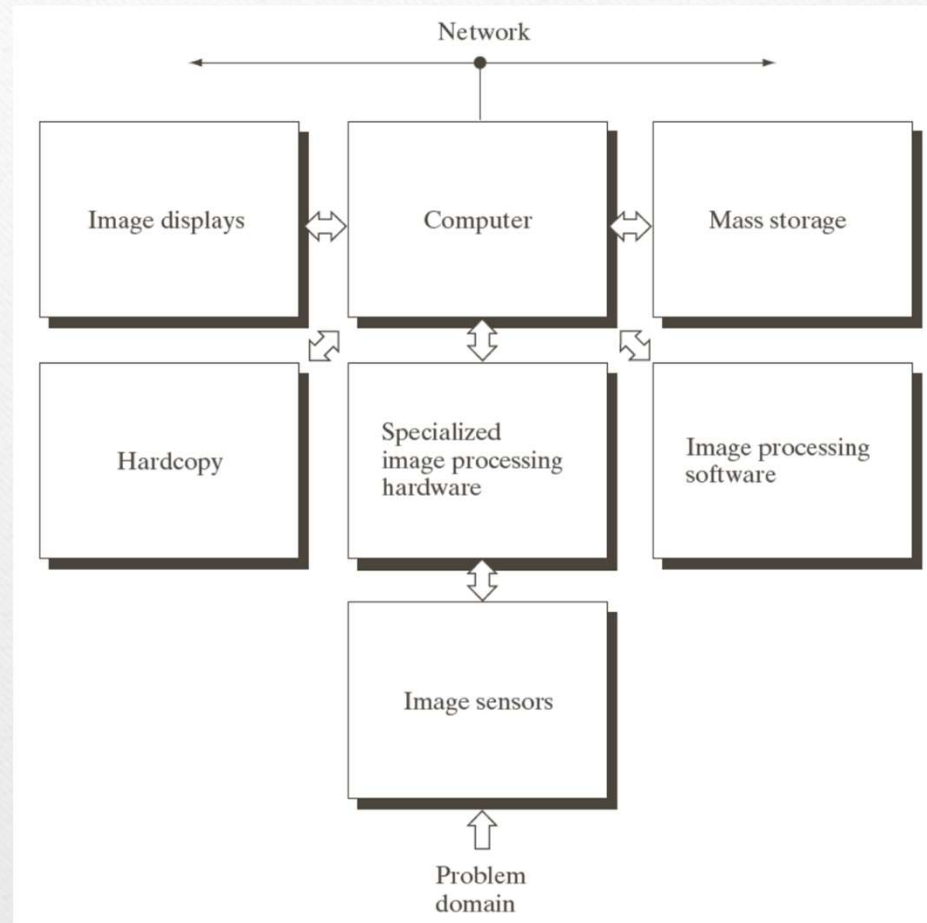 Network
Image displays
Computer
Mass storage
Hardcopy
Specialized
image processing
hardware
Image processing
software
Image sensors
Problem
domain